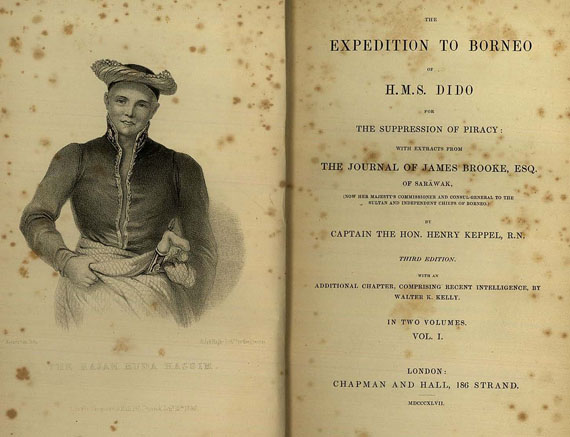 THE RAJAH MUDA HASSIM.
THE
EXPEDITION TO BORNEO
OF
H.M.S. DIDO
FOR
THE SUPPRESSION OF PIRACY:
WITH EXTRACTS FROM
THE JOURNAL OF JAMES BROOKE, ESQ.
OF SARĀWAK,
(NOW HER MAJESTY'S COMMISSIONER AND CONSUL-GENERAL TO THE
SULTAN AND INDEPENDENT CHIEFS OF BORNEO.)
BY
CAPTAIN THE HON. HENRY KEPPEL, R.N.
THIRD EDITION.
WITH AN
ADDITIONAL CHAPTER, COMPRISING RECENT INTELLIGENCE, BY
WALTER K. KELLY.
IN TWO VOLUMES.
VOL. I.
LONDON:
CHAPMAN AND HALL, 186 STRAND.
MDCCCXLVII.